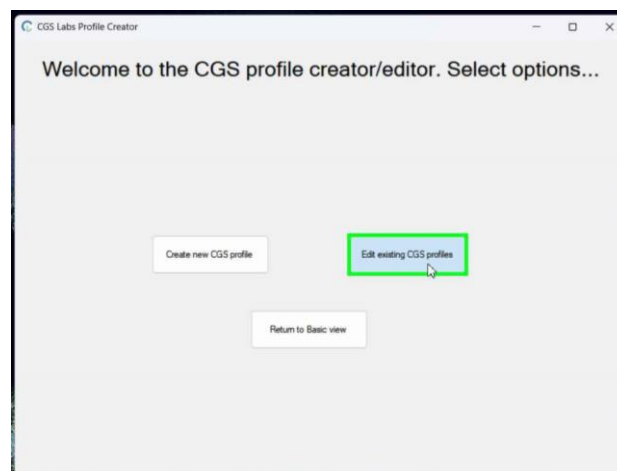 CGS Labs Profile Creator
Welcome to the CGS profile creator/editor. Select options...
Create new CGS profile
Edit existing CGS profiles
Return to Basic view